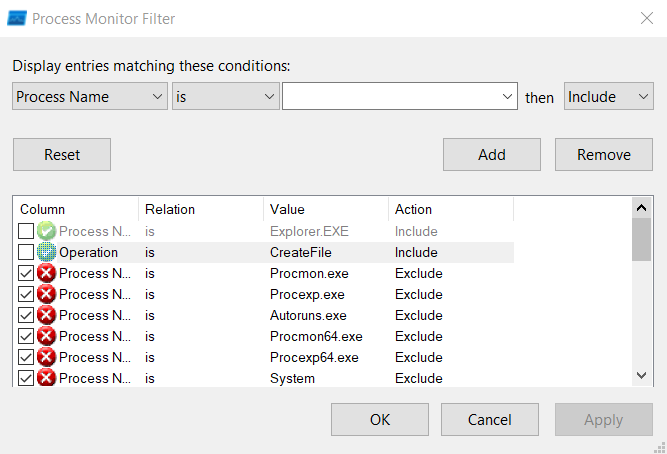 Process Monitor Filter
Display entries matching these conditions:
Process Name is then Include
Reset Add Remove
Column Relation Value Action
Process N... is Explorer.EXE Include
Operation is CreateFile Include
Process N... is Procmon.exe Exclude
Process N... is Procexp.exe Exclude
Process N... is Autoruns.exe Exclude
Process N... is Procmon64.exe Exclude
Process N... is Procexp64.exe Exclude
Process N... is System Exclude
OK Cancel Apply